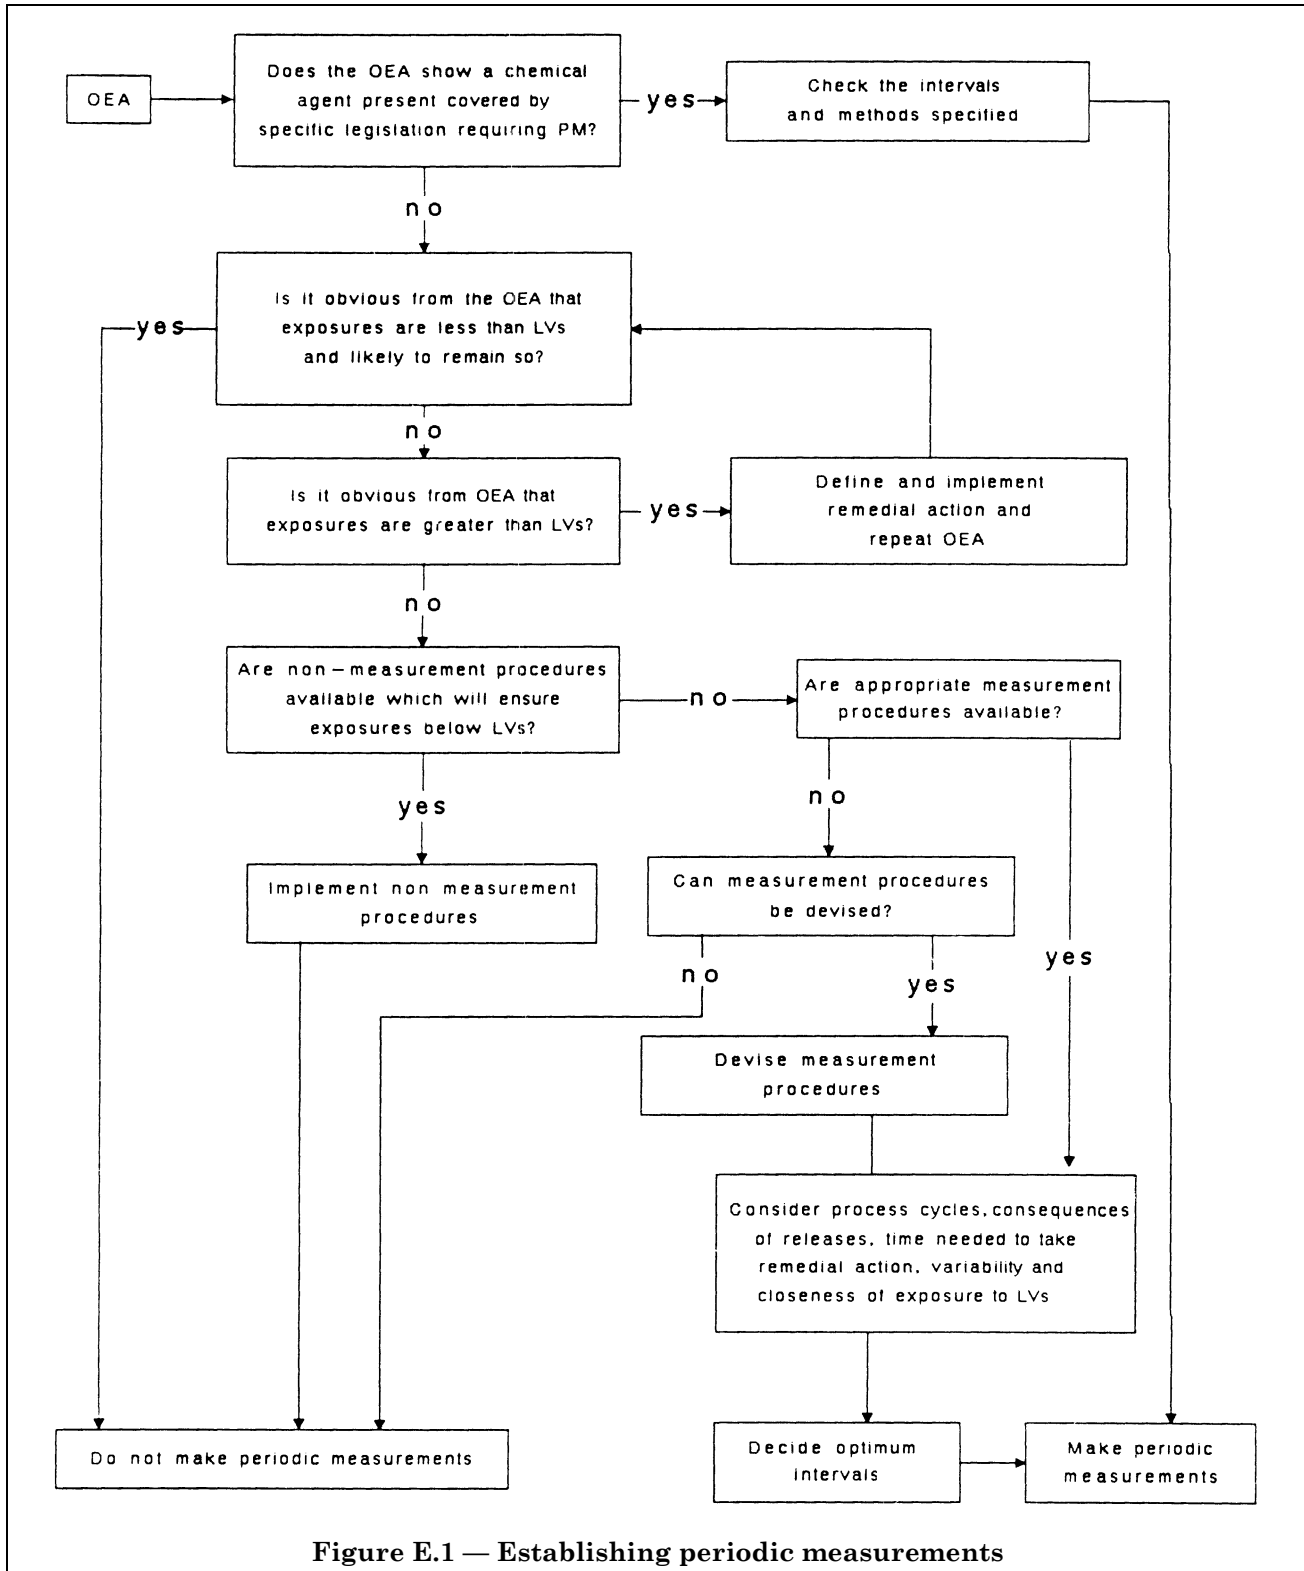 OEA
Does the OEA show a chemical
agent present covered by
specific legislation requiring PM?
yes
Check the intervals
and methods specified
no
Is it obvious from the OEA that
exposures are less than LVs
and likely to remain so?
yes
no
Is it obvious from OEA that
exposures are greater than LVs?
yes
Define and implement
remedial action and
repeat OEA
no
Are non-measurement procedures
available which will ensure
exposures below LVs?
no
Are appropriate measurement
procedures available?
yes
no
Implement non measurement
procedures
Can measurement procedures
be devised?
yes
no
yes
Devise measurement
procedures
Consider process cycles, consequences
of releases, time needed to take
remedial action, variability and
closeness of exposure to LVs
Do not make periodic measurements
Decide optimum
intervals
Make periodic
measurements
Figure E.1 — Establishing periodic measurements